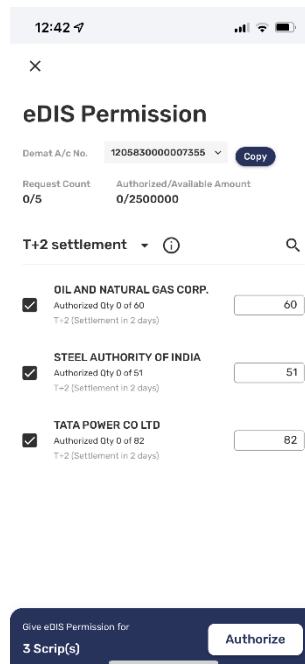 12:42
eDIS Permission
Demat A/c No. 1205830000007355 Copy
Request Count Authorized/Available Amount
0/5 0/2500000
T+2 settlement
OIL AND NATURAL GAS CORP.
Authorized Qty 0 of 60 60
T+2 (Settlement in 2 days)
STEEL AUTHORITY OF INDIA
Authorized Qty 0 of 51 51
T+2 (Settlement in 2 days)
TATA POWER CO LTD
Authorized Qty 0 of 82 82
T+2 (Settlement in 2 days)
Give eDIS Permission for
3 Scrip(s) Authorize